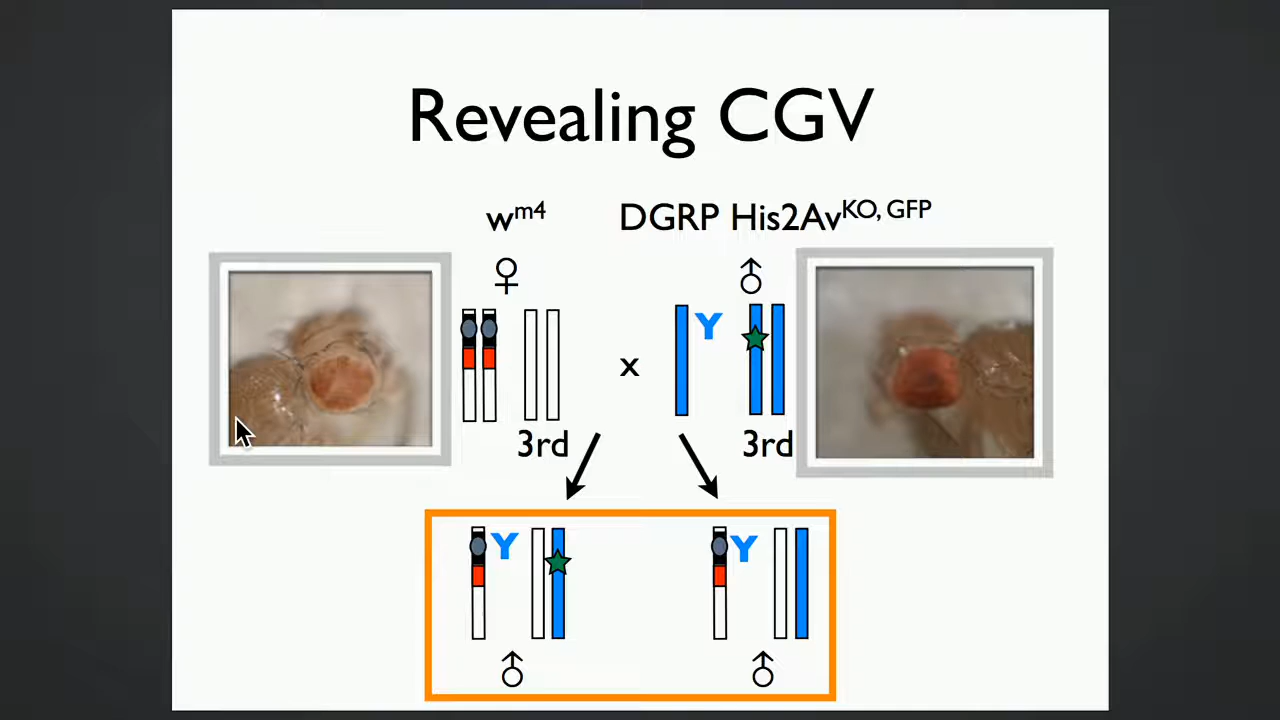 Revealing CGV
w^m4 DGRP His2Av^KO, GFP
♀ ♂
Y
x
3rd 3rd
Y Y
♂ ♂